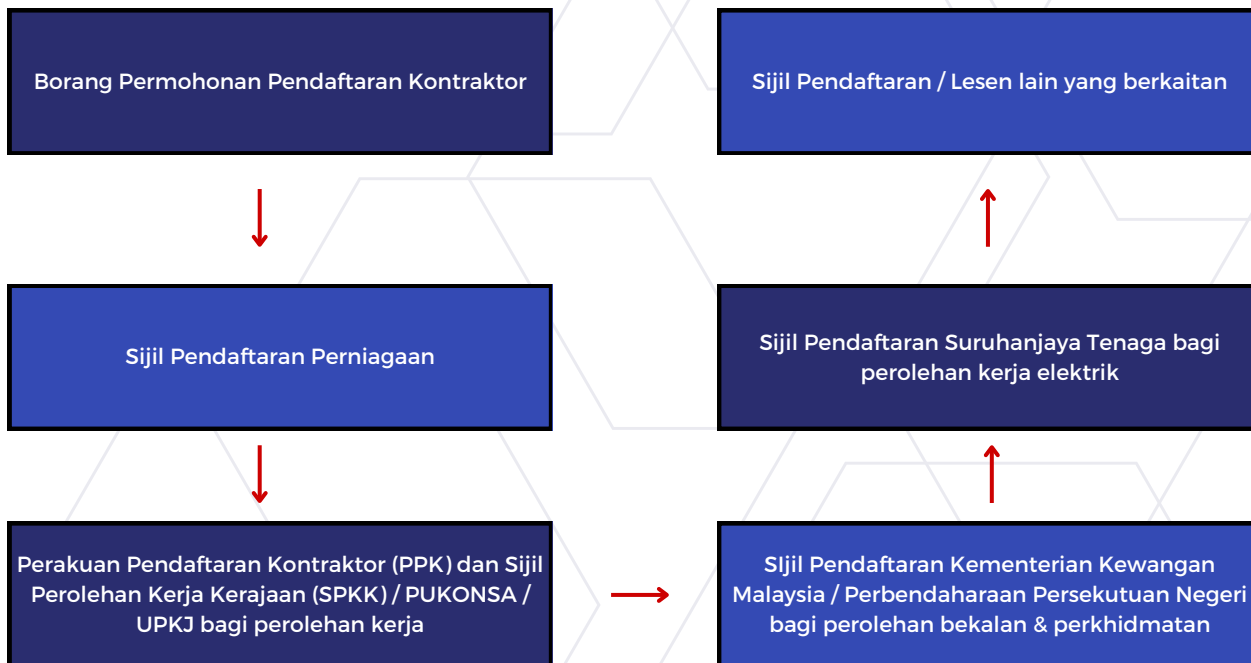 Borang Permohonan Pendaftaran Kontraktor
Sijil Pendaftaran Perniagaan
Perakuan Pendaftaran Kontraktor (PPK) dan Sijil
Perolehan Kerja Kerajaan (SPKK) / PUKONSA /
UPKJ bagi perolehan kerja
SIjil Pendaftaran Kementerian Kewangan
Malaysia / Perbendaharaan Persekutuan Negeri
bagi perolehan bekalan & perkhidmatan
Sijil Pendaftaran Suruhanjaya Tenaga bagi
perolehan kerja elektrik
Sijil Pendaftaran / Lesen lain yang berkaitan